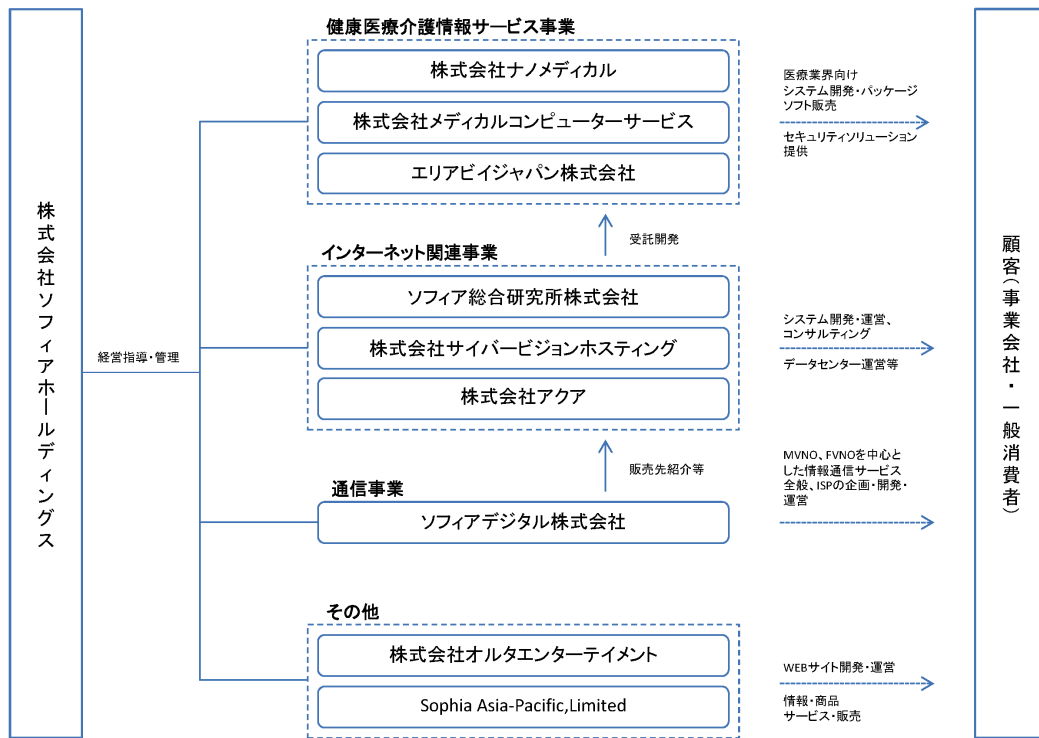 株式会社ソフィアホールディングス
経営指導・管理
健康医療介護情報サービス事業
株式会社ナノメディカル
株式会社メディカルコンピューターサービス
エリアビイジャパン株式会社
医療業界向け
システム開発・パッケージ
ソフト販売
セキュリティソリューション
提供
受託開発
インターネット関連事業
ソフィア総合研究所株式会社
株式会社サイバービジョンホスティング
株式会社アクア
システム開発・運営、
コンサルティング
データセンター運営等
販売先紹介等
通信事業
ソフィアデジタル株式会社
MVNO、FVNOを中心と
した情報通信サービス
全般、ISPの企画・開発・
運営
その他
株式会社オルタエンターテイメント
Sophia Asia-Pacific,Limited
WEBサイト開発・運営
情報・商品
サービス・販売
顧客(事業会社・一般消費者)